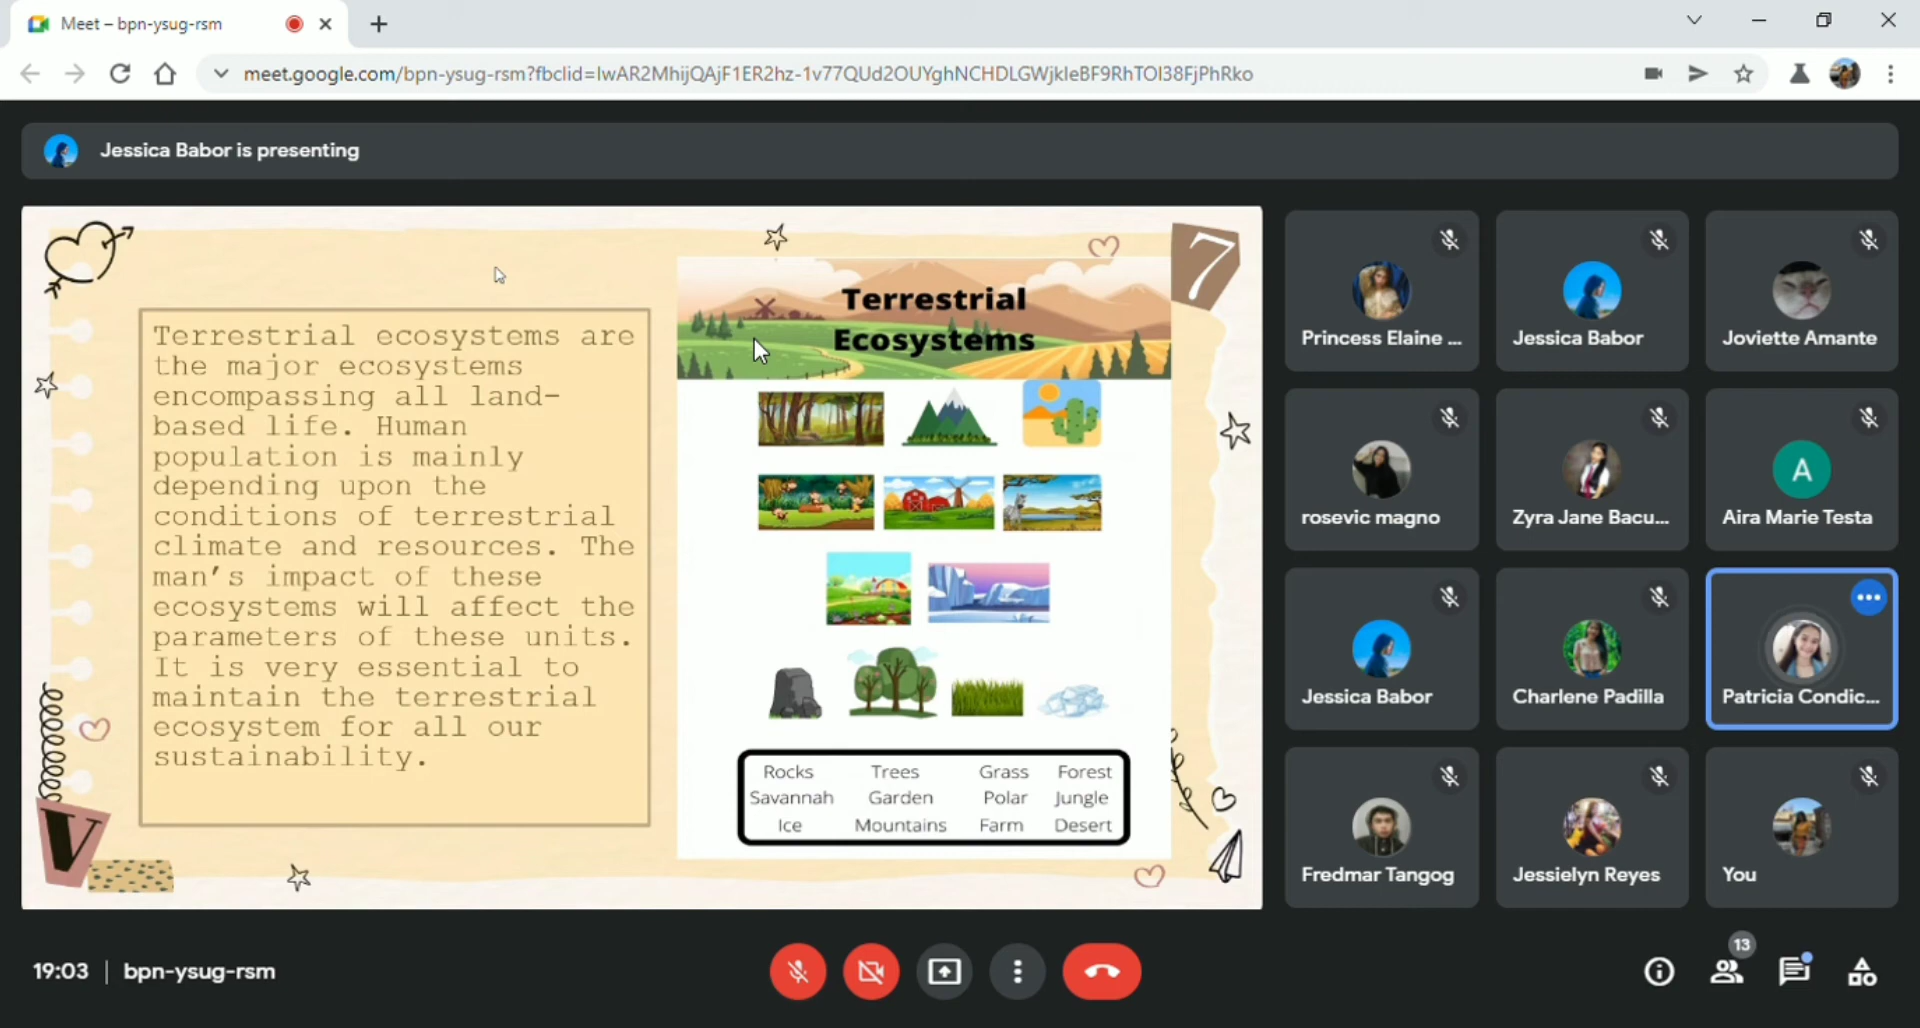 Meet – bpn-ysug-rsm
meet.google.com/bpn-ysug-rsm?fbclid=IwAR2MhijQAjF1ER2hz-1v77QUd2OUYghNCHDLGWjkIeBF9RhTOI38FjPhRko
Jessica Babor is presenting
7
Terrestrial
Ecosystems
Terrestrial ecosystems are
the major ecosystems
encompassing all land-
based life. Human
population is mainly
depending upon the
conditions of terrestrial
climate and resources. The
man's impact of these
ecosystems will affect the
parameters of these units.
It is very essential to
maintain the terrestrial
ecosystem for all our
sustainability.
V
Rocks Trees Grass Forest
Savannah Garden Polar Jungle
Ice Mountains Farm Desert
Princess Elaine ...
Jessica Babor
Joviette Amante
rosevic magno
Zyra Jane Bacu...
A
Aira Marie Testa
Jessica Babor
Charlene Padilla
Patricia Condic...
Fredmar Tangog
Jessielyn Reyes
You
19:03 | bpn-ysug-rsm
13